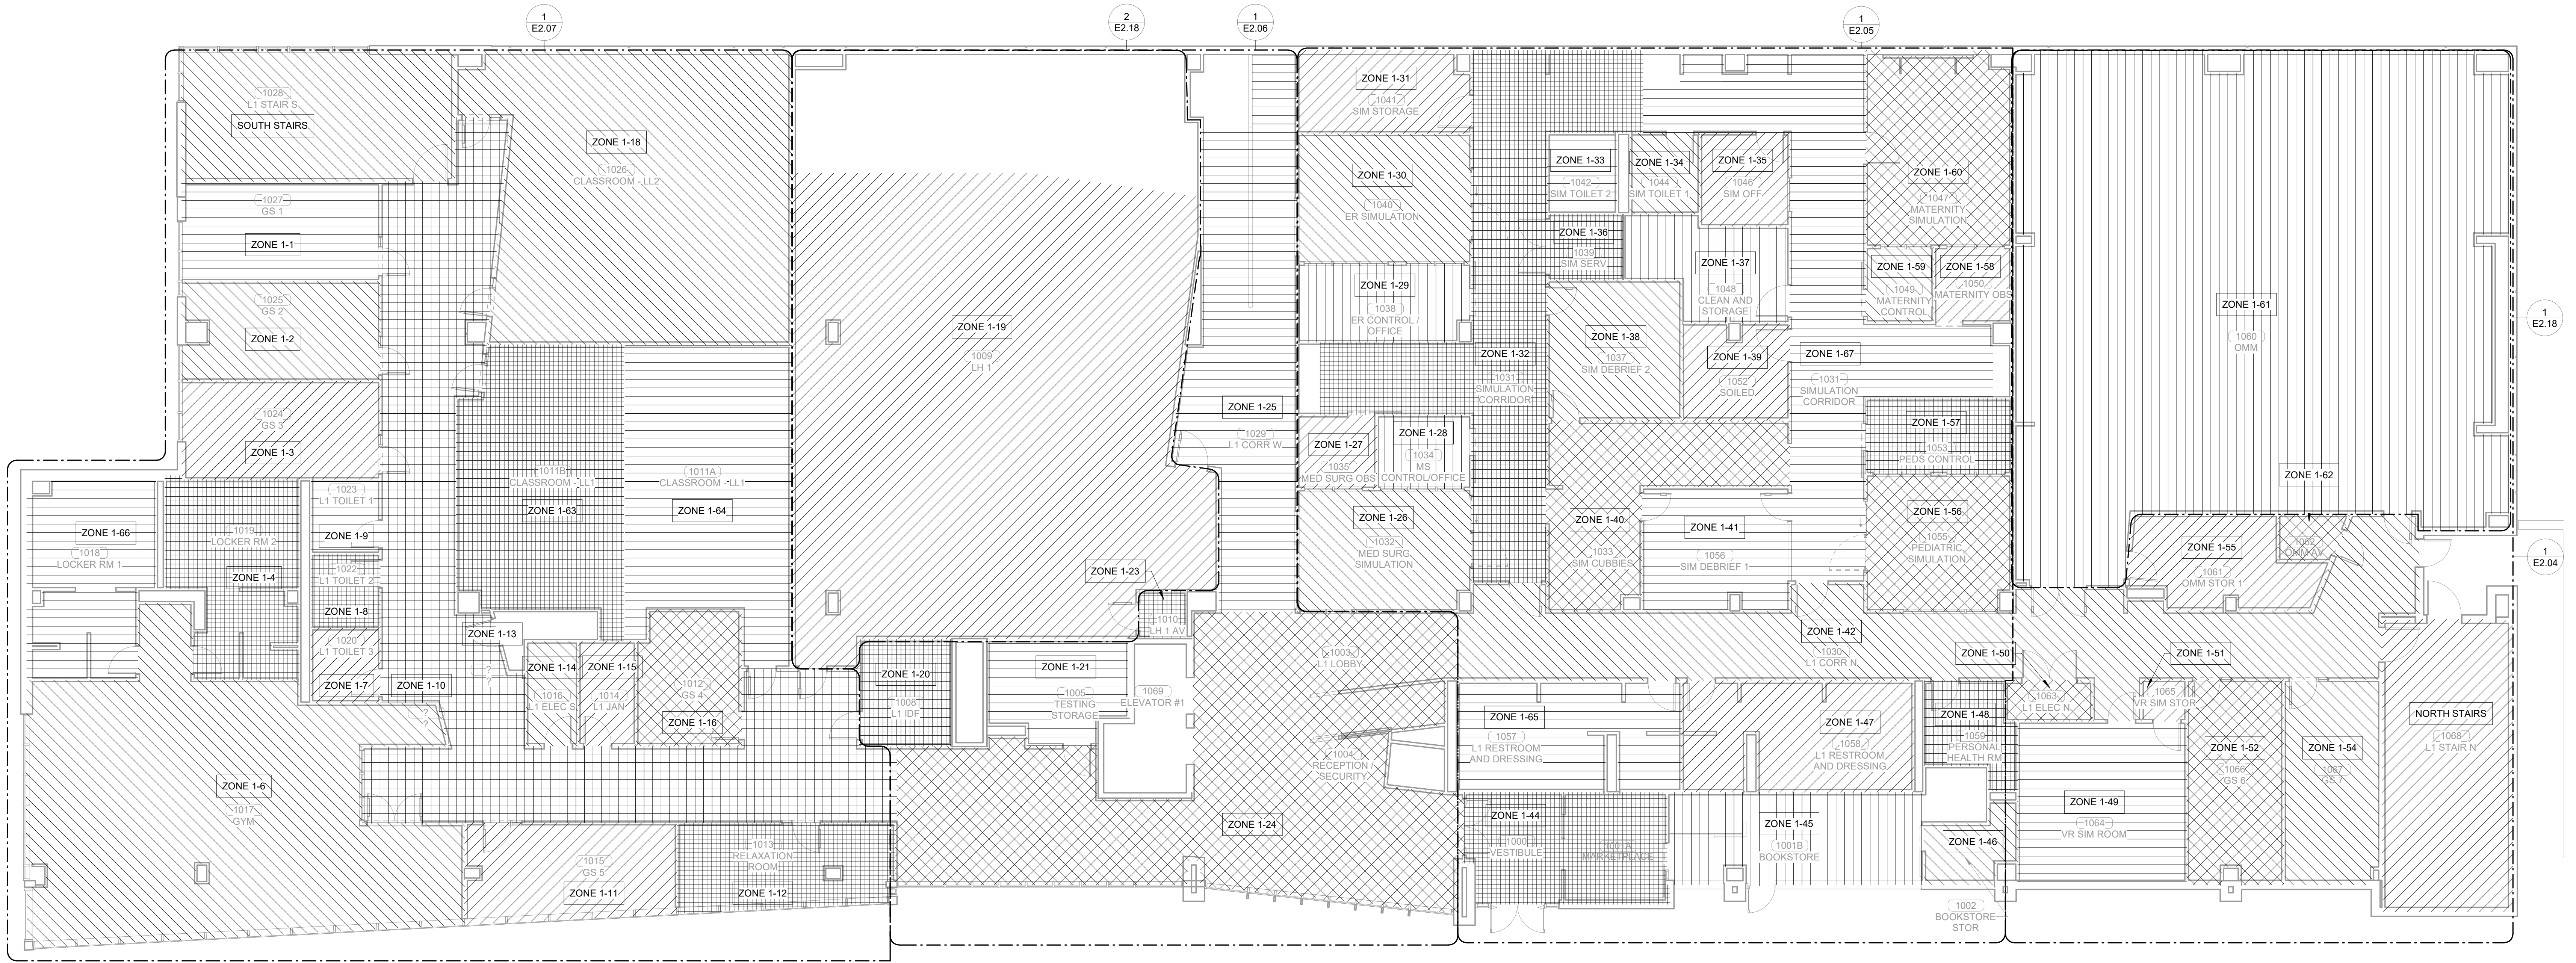 1
E2.07
2
E2.18
1
E2.06
1
E2.05
1028
L1 STAIR S
SOUTH STAIRS
ZONE 1-18
1026
CLASSROOM - LL2
1027
GS 1
ZONE 1-1
1025
GS 2
ZONE 1-2
1024
GS 3
ZONE 1-3
1011B
CLASSROOM - LL1
ZONE 1-63
1011A
CLASSROOM - LL1
ZONE 1-64
ZONE 1-66
1018
LOCKER RM 1
1019
LOCKER RM 2
ZONE 1-4
1023
L1 TOILET 1
ZONE 1-9
1022
L1 TOILET 2
ZONE 1-8
1020
L1 TOILET 3
ZONE 1-7
ZONE 1-10
?
?
ZONE 1-13
?
?
ZONE 1-14
1016
L1 ELEC S
ZONE 1-15
1014
L1 JAN
1012
GS 4
ZONE 1-16
ZONE 1-6
1017
GYM
1015
GS 5
ZONE 1-11
1013
RELAXATION
ROOM
ZONE 1-12
ZONE 1-19
1009
LH 1
ZONE 1-25
1029
L1 CORR W
ZONE 1-23
1010
LH 1 AV
ZONE 1-20
1008
L1 IDF
ZONE 1-21
1005
TESTING
STORAGE
1069
ELEVATOR #1
1003
L1 LOBBY
1004
RECEPTION /
SECURITY
ZONE 1-24
ZONE 1-31
1041
SIM STORAGE
ZONE 1-30
1040
ER SIMULATION
ZONE 1-29
1038
ER CONTROL /
OFFICE
ZONE 1-32
1031
SIMULATION
CORRIDOR
ZONE 1-27
1035
MED SURG OBS
ZONE 1-28
1034
MS
CONTROL/OFFICE
ZONE 1-26
1032
MED SURG
SIMULATION
ZONE 1-33
1042
SIM TOILET 2
ZONE 1-34
1044
SIM TOILET 1
ZONE 1-35
1046
SIM OFF
ZONE 1-36
1039
SIM SERV
ZONE 1-37
1048
CLEAN AND
STORAGE
ZONE 1-38
1037
SIM DEBRIEF 2
ZONE 1-39
1052
SOILED
ZONE 1-67
1031
SIMULATION
CORRIDOR
ZONE 1-40
1033
SIM CUBBIES
ZONE 1-41
1056
SIM DEBRIEF 1
ZONE 1-60
1047
MATERNITY
SIMULATION
ZONE 1-59
1049
MATERNITY
CONTROL
ZONE 1-58
1050
MATERNITY OBS
ZONE 1-57
1053
PEDS CONTROL
ZONE 1-56
1055
PEDIATRIC
SIMULATION
ZONE 1-42
1030
L1 CORR N
ZONE 1-65
1057
L1 RESTROOM
AND DRESSING
ZONE 1-47
1058
L1 RESTROOM
AND DRESSING
ZONE 1-48
1059
PERSONAL
HEALTH RM
ZONE 1-44
1000
VESTIBULE
1001A
MARKETPLACE
ZONE 1-45
1001B
BOOKSTORE
ZONE 1-46
1002
BOOKSTORE
STOR
ZONE 1-61
1060
OMM
1
E2.18
ZONE 1-62
1062
OMM AV
ZONE 1-55
1061
OMM STOR 1
1
E2.04
ZONE 1-50
1063
L1 ELEC N
ZONE 1-51
1065
VR SIM STOR
ZONE 1-49
1064
VR SIM ROOM
ZONE 1-52
1066
GS 6
ZONE 1-54
1067
GS 7
NORTH STAIRS
1068
L1 STAIR N